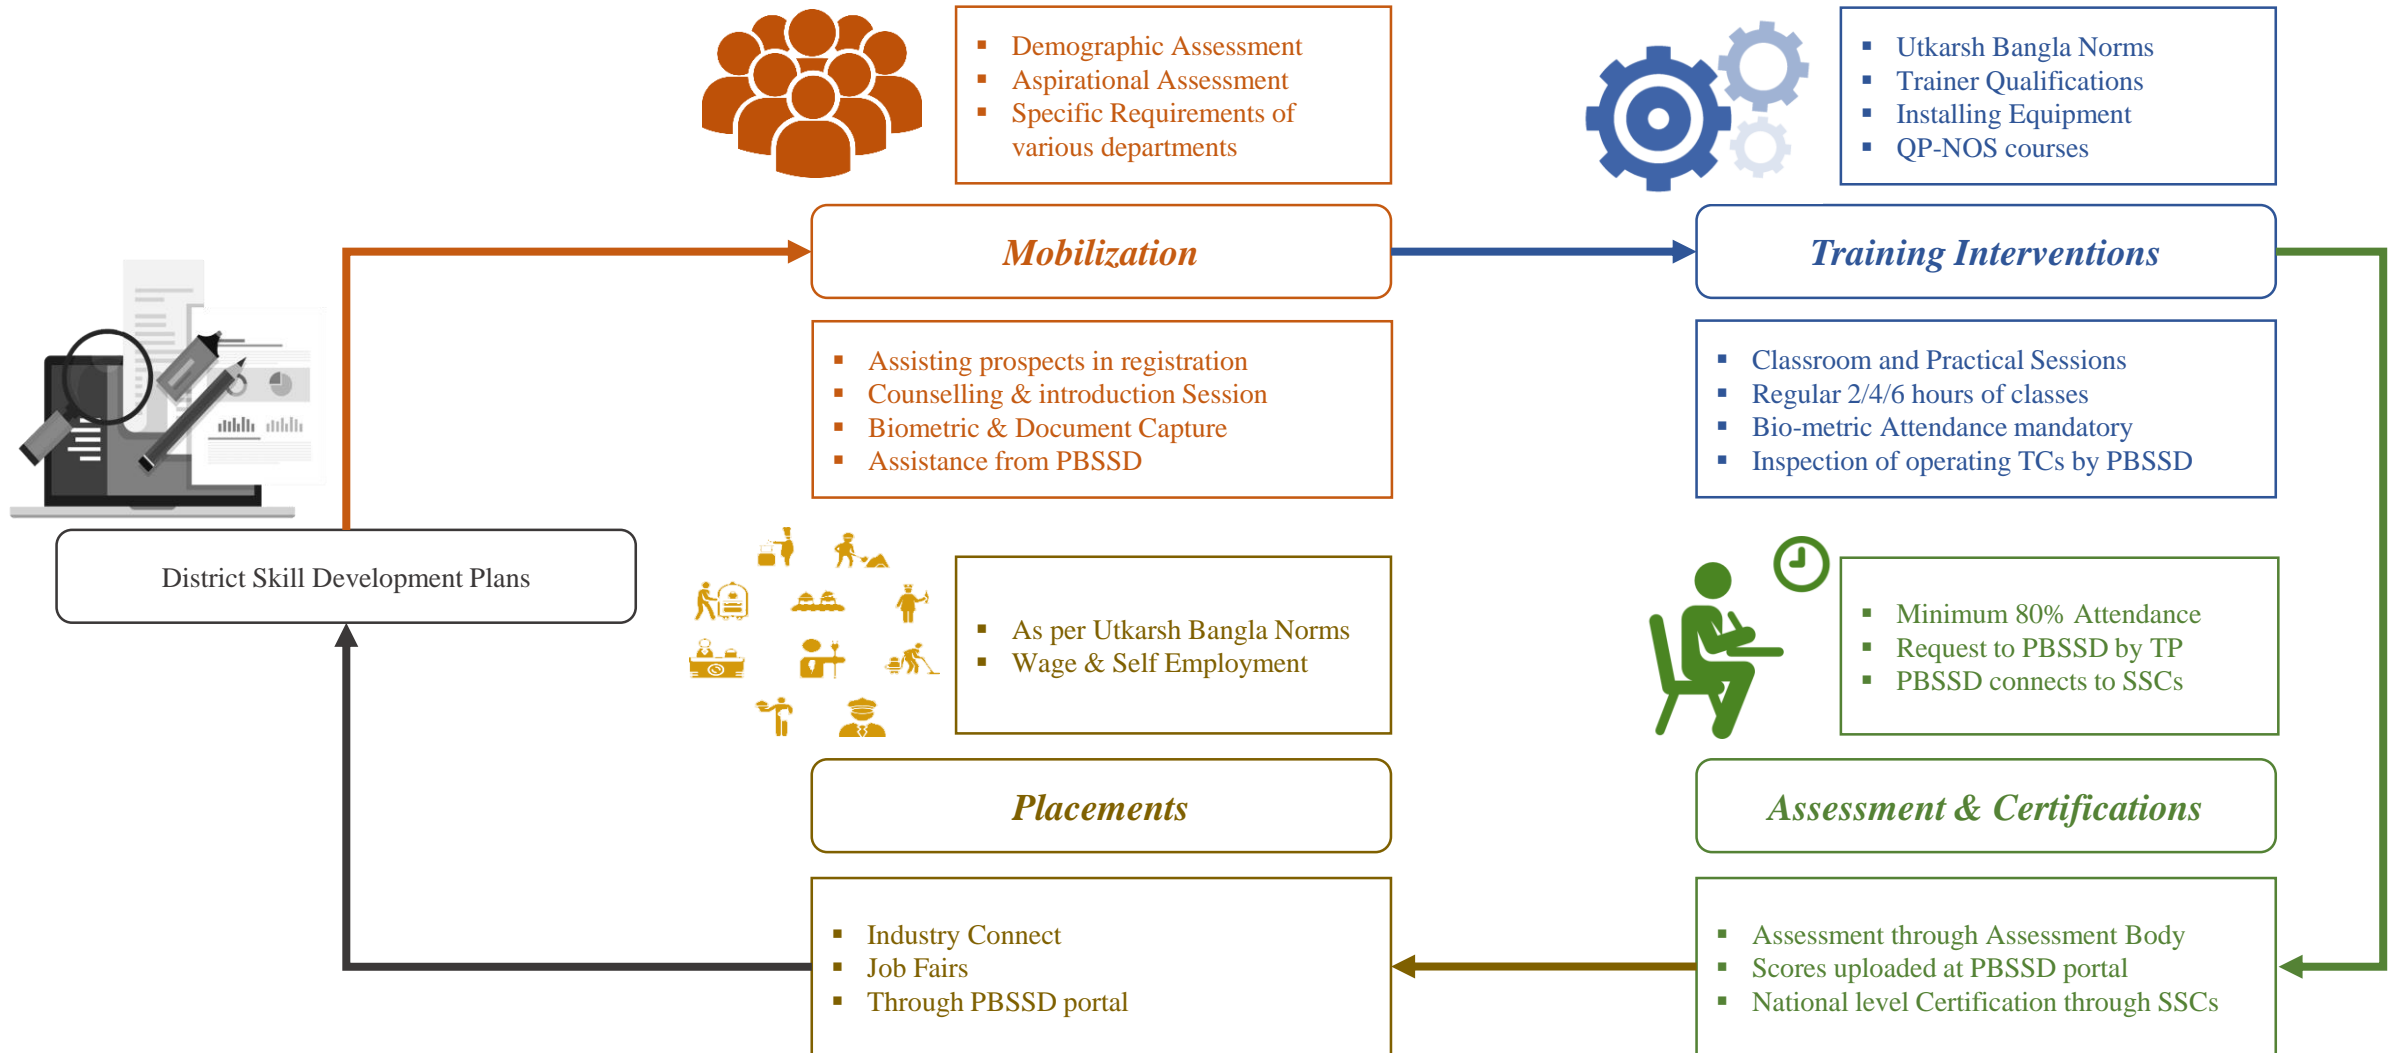 ▪ Demographic Assessment
▪ Aspirational Assessment
▪ Specific Requirements of
various departments
Mobilization
▪ Assisting prospects in registration
▪ Counselling & introduction Session
▪ Biometric & Document Capture
▪ Assistance from PBSSD
▪ Utkarsh Bangla Norms
▪ Trainer Qualifications
▪ Installing Equipment
▪ QP-NOS courses
Training Interventions
▪ Classroom and Practical Sessions
▪ Regular 2/4/6 hours of classes
▪ Bio-metric Attendance mandatory
▪ Inspection of operating TCs by PBSSD
District Skill Development Plans
▪ As per Utkarsh Bangla Norms
▪ Wage & Self Employment
Placements
▪ Industry Connect
▪ Job Fairs
▪ Through PBSSD portal
▪ Minimum 80% Attendance
▪ Request to PBSSD by TP
▪ PBSSD connects to SSCs
Assessment & Certifications
▪ Assessment through Assessment Body
▪ Scores uploaded at PBSSD portal
▪ National level Certification through SSCs